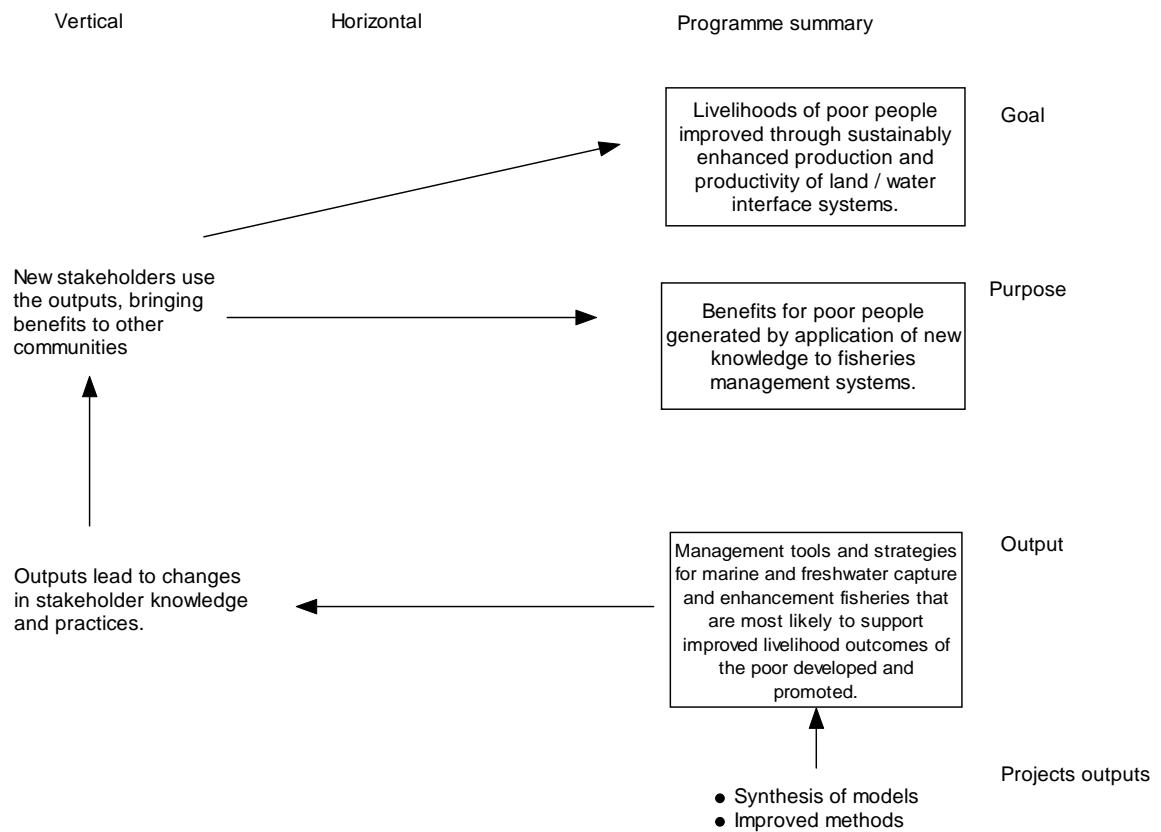 Vertical
Horizontal
Programme summary
Livelihoods of poor people
improved through sustainably
enhanced production and
productivity of land / water
interface systems.
Goal
New stakeholders use
the outputs, bringing
benefits to other
communities
Benefits for poor people
generated by application of new
knowledge to fisheries
management systems.
Purpose
Outputs lead to changes
in stakeholder knowledge
and practices.
Management tools and strategies
for marine and freshwater capture
and enhancement fisheries that
are most likely to support
improved livelihood outcomes of
the poor developed and
promoted.
Output
● Synthesis of models
● Improved methods
Projects outputs